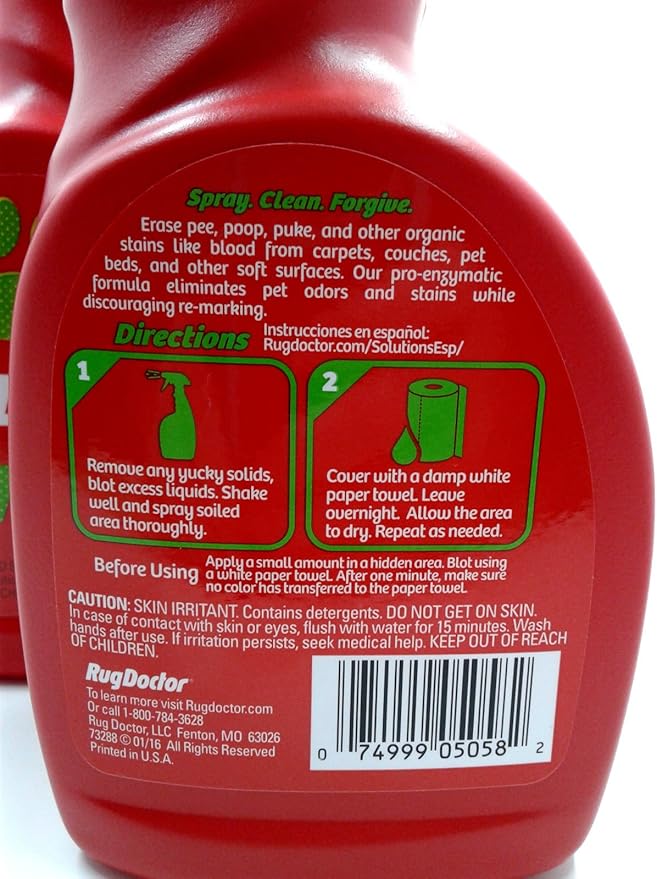 Spray. Clean. Forgive.
Erase pee, poop, puke, and other organic
stains like blood from carpets, couches, pet
beds, and other soft surfaces. Our pro-enzymatic
formula eliminates pet odors and stains while
discouraging re-marking.
Directions
Instrucciones en español:
Rugdoctor.com/SolutionsEsp/
1
Remove any yucky solids,
blot excess liquids. Shake
well and spray soiled
area thoroughly.
2
Cover with a damp white
paper towel. Leave
overnight. Allow the area
to dry. Repeat as needed.
Before Using
Apply a small amount in a hidden area. Blot using
a white paper towel. After one minute, make sure
no color has transferred to the paper towel.
CAUTION: SKIN IRRITANT. Contains detergents. DO NOT GET ON SKIN.
In case of contact with skin or eyes, flush with water for 15 minutes. Wash
hands after use. If irritation persists, seek medical help. KEEP OUT OF REACH
OF CHILDREN.
RugDoctor®
To learn more visit Rugdoctor.com
Or call 1-800-784-3628
Rug Doctor, LLC Fenton, MO 63026
73288 © 01/16 All Rights Reserved
Printed in U.S.A.
0 74999 05058 2